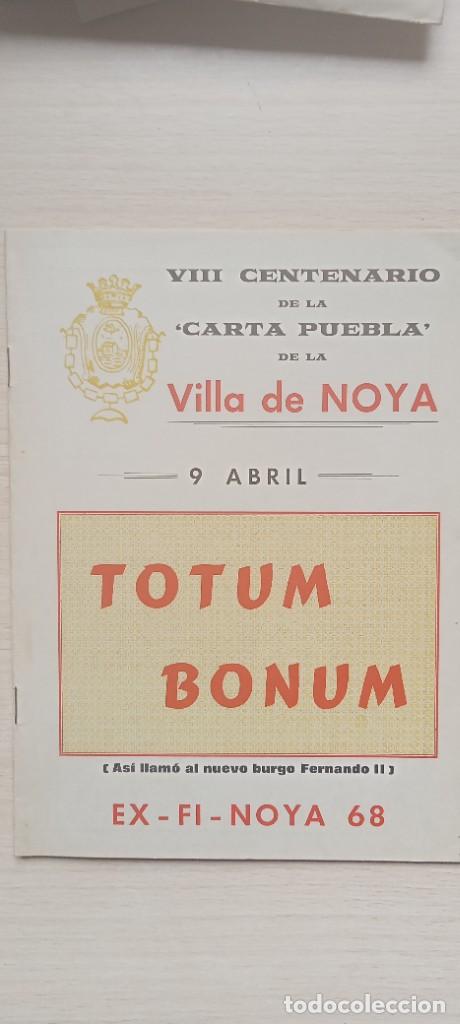 VIII CENTENARIO
DE LA
‘CARTA PUEBLA’
DE LA
Villa de NOYA
9 ABRIL
TOTUM
BONUM
( Así llamó al nuevo burgo Fernando II )
EX-FI-NOYA 68
todocoleccion